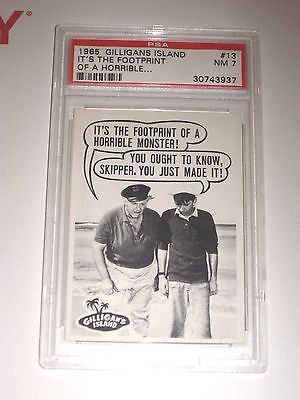 Y
PSA
1965 GILLIGANS ISLAND #13
IT'S THE FOOTPRINT NM 7
OF A HORRIBLE... 30743937
IT'S THE FOOTPRINT OF A
HORRIBLE MONSTER!
YOU OUGHT TO KNOW,
SKIPPER. YOU JUST MADE IT!
GILLIGAN'S
ISLAND